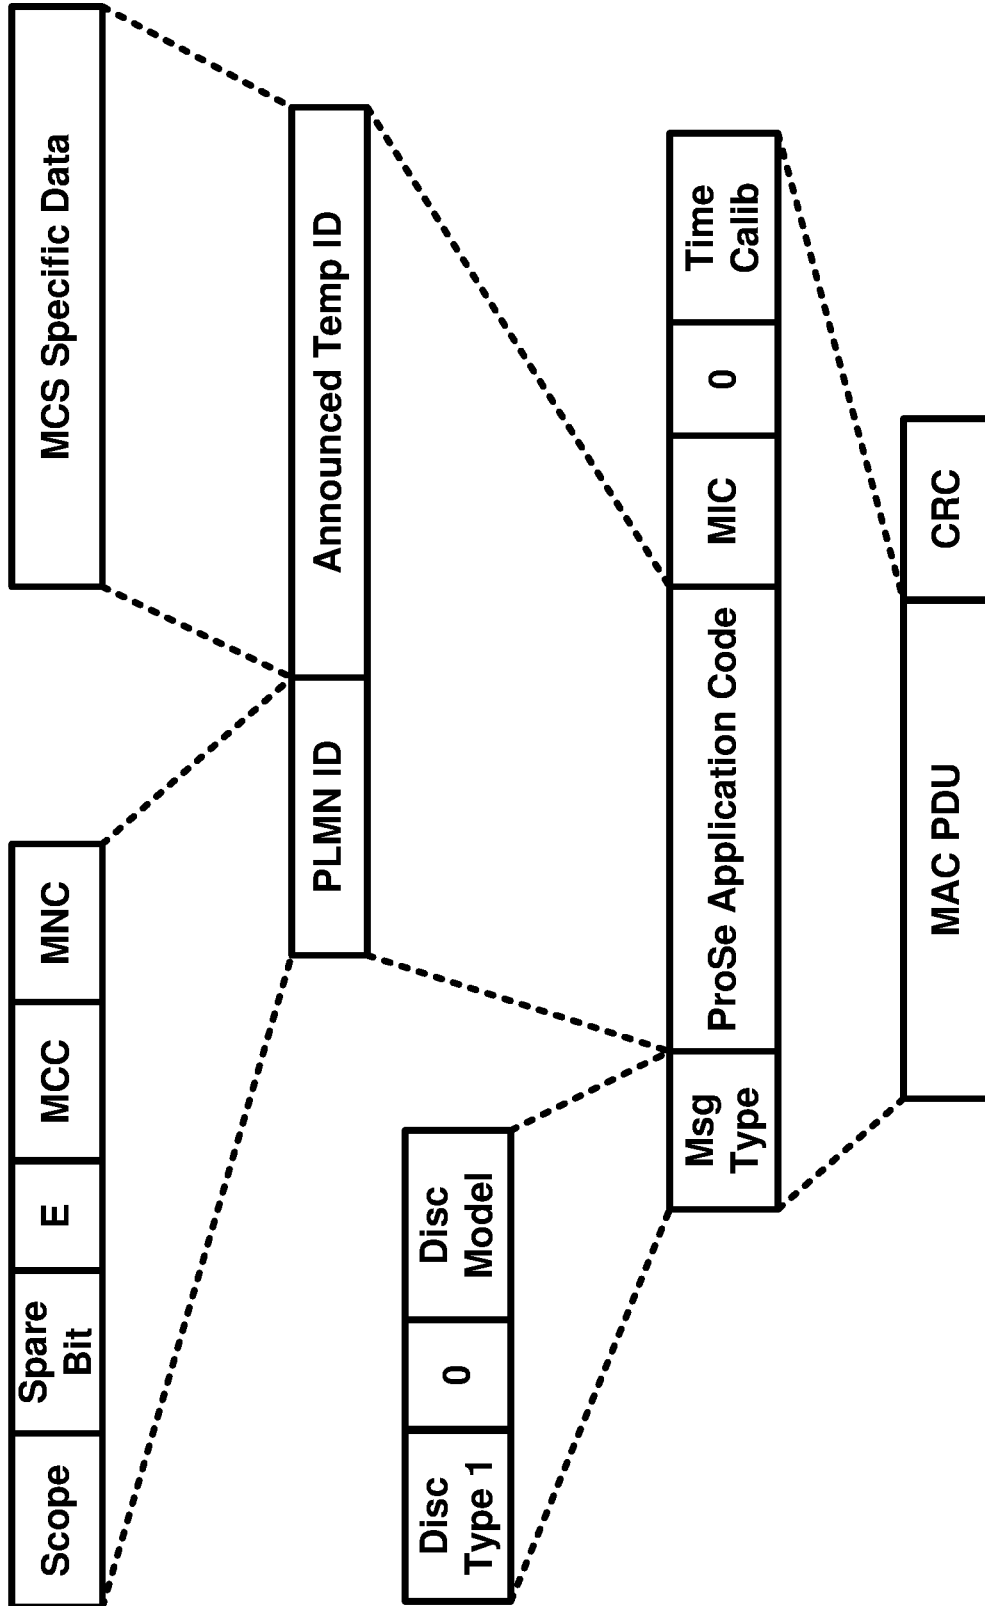 Scope
Spare
Bit
E
MCC
MNC
MCS Specific Data
PLMN ID
Announced Temp ID
Disc
Type 1
0
Disc
Model
Msg
Type
ProSe Application Code
MIC
0
Time
Calib
MAC PDU
CRC